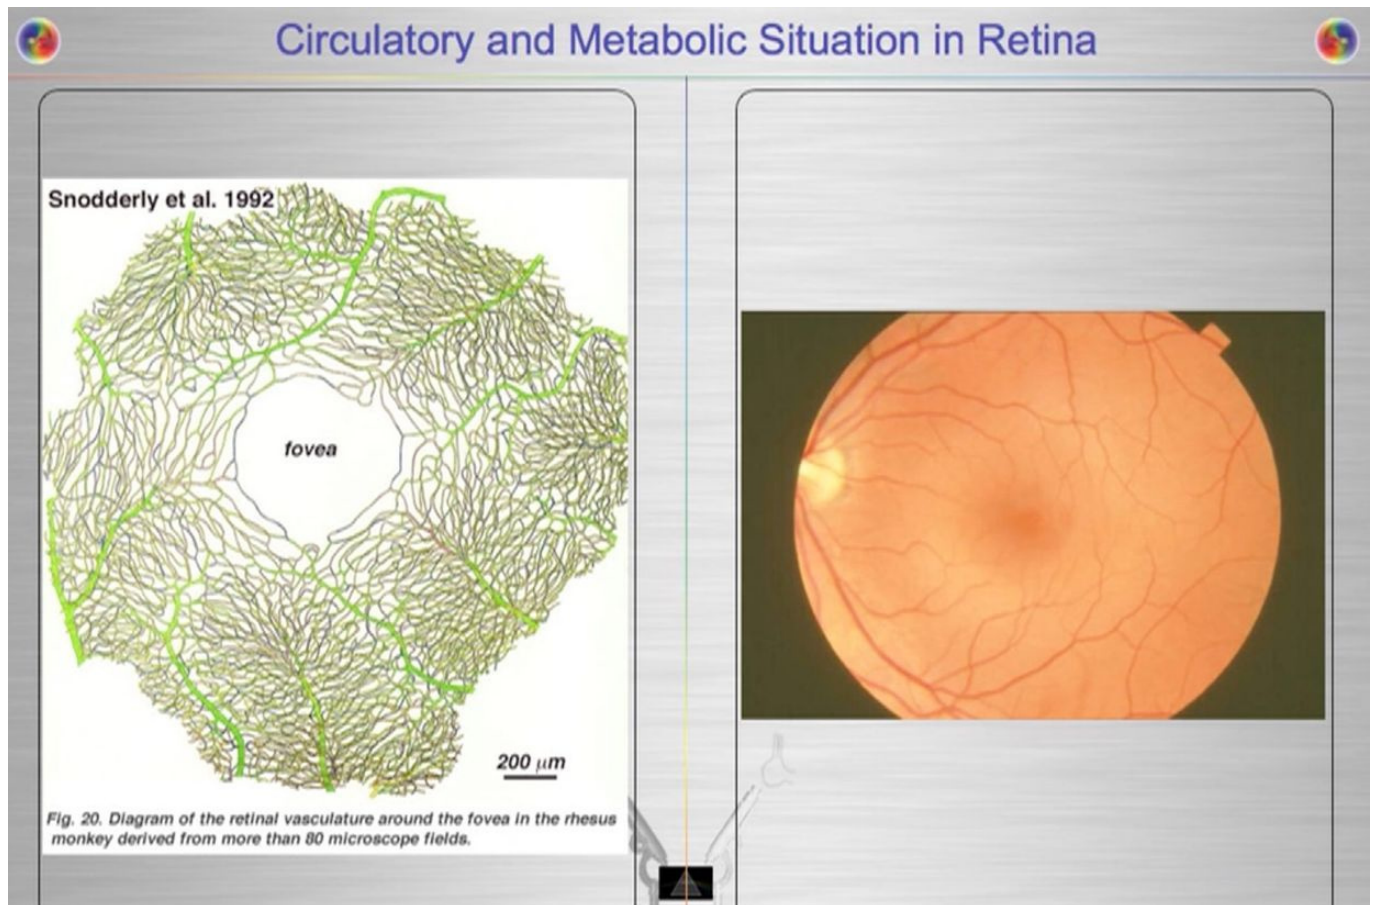 Circulatory and Metabolic Situation in Retina
Snodderly et al. 1992
fovea
200 μm
Fig. 20. Diagram of the retinal vasculature around the fovea in the rhesus
monkey derived from more than 80 microscope fields.